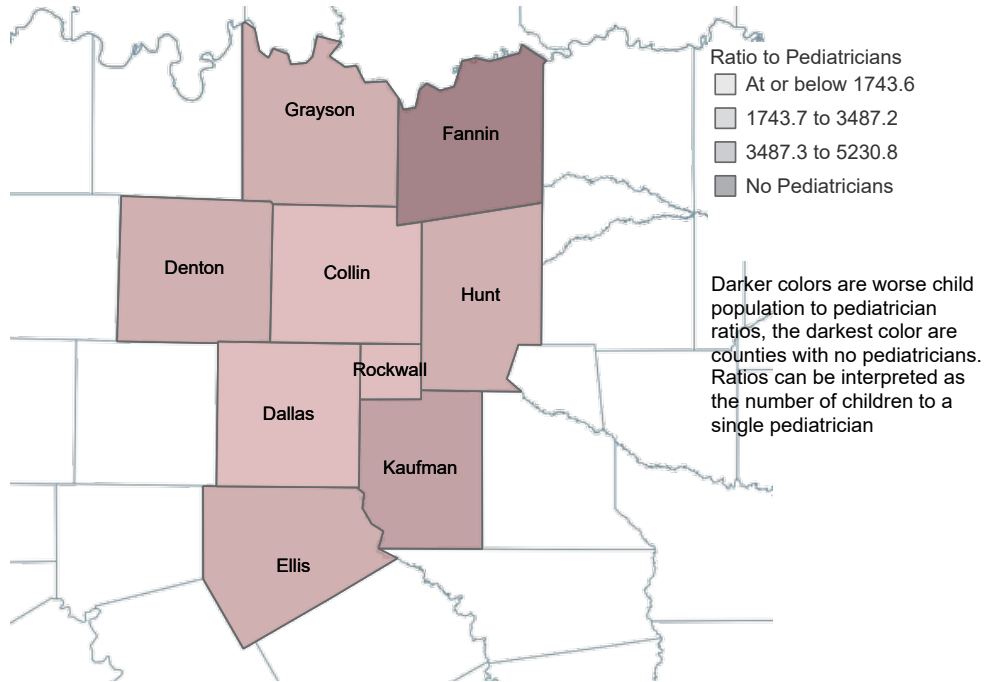 Ratio to Pediatricians
At or below 1743.6
1743.7 to 3487.2
3487.3 to 5230.8
No Pediatricians
Grayson
Fannin
Denton
Collin
Hunt
Rockwall
Dallas
Kaufman
Ellis
Darker colors are worse child
population to pediatrician
ratios, the darkest color are
counties with no pediatricians.
Ratios can be interpreted as
the number of children to a
single pediatrician